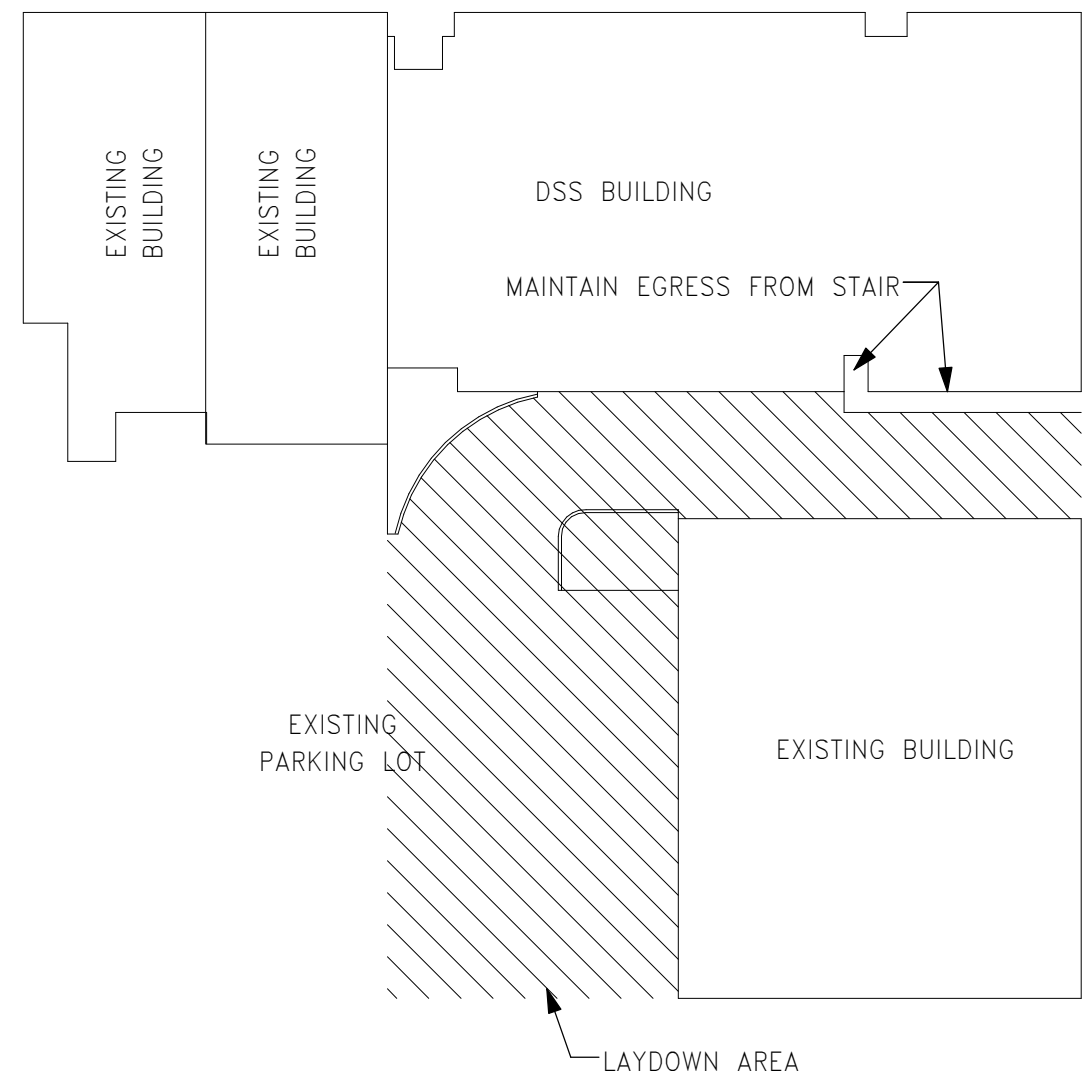 EXISTING
BUILDING
EXISTING
BUILDING
DSS BUILDING
MAINTAIN EGRESS FROM STAIR
EXISTING
PARKING LOT
EXISTING BUILDING
LAYDOWN AREA